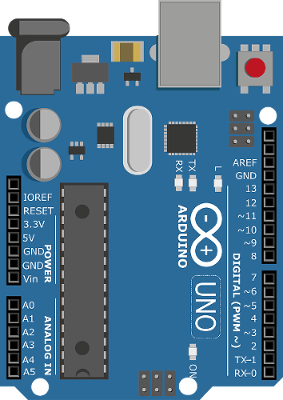 RX
TX
L
AREF
GND
13
12
~11
~10
~9
8
7
~6
~5
4
~3
2
TX-1
RX-0
DIGITAL (PWM ~)
ARDUINO
UNO
ON
IOREF
RESET
3.3V
5V
GND
GND
Vin
POWER
A0
A1
A2
A3
A4
A5
ANALOG IN